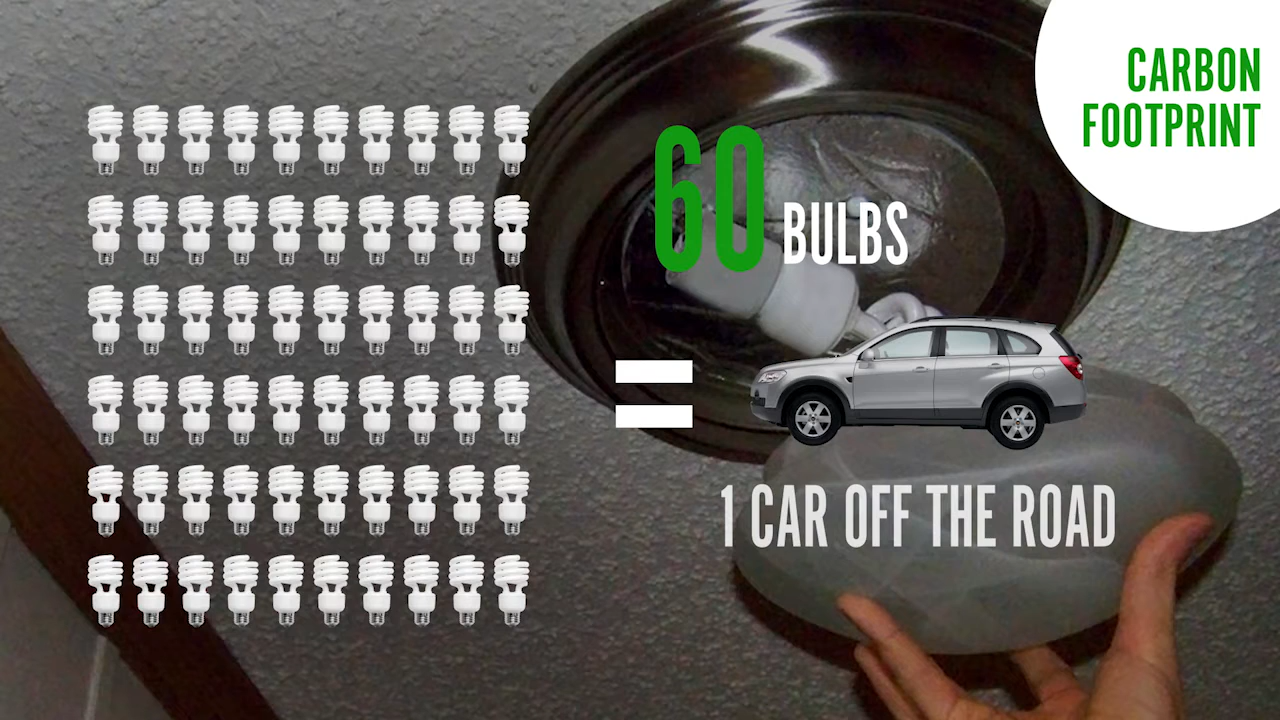 CARBON
FOOTPRINT
60 BULBS
=
1 CAR OFF THE ROAD